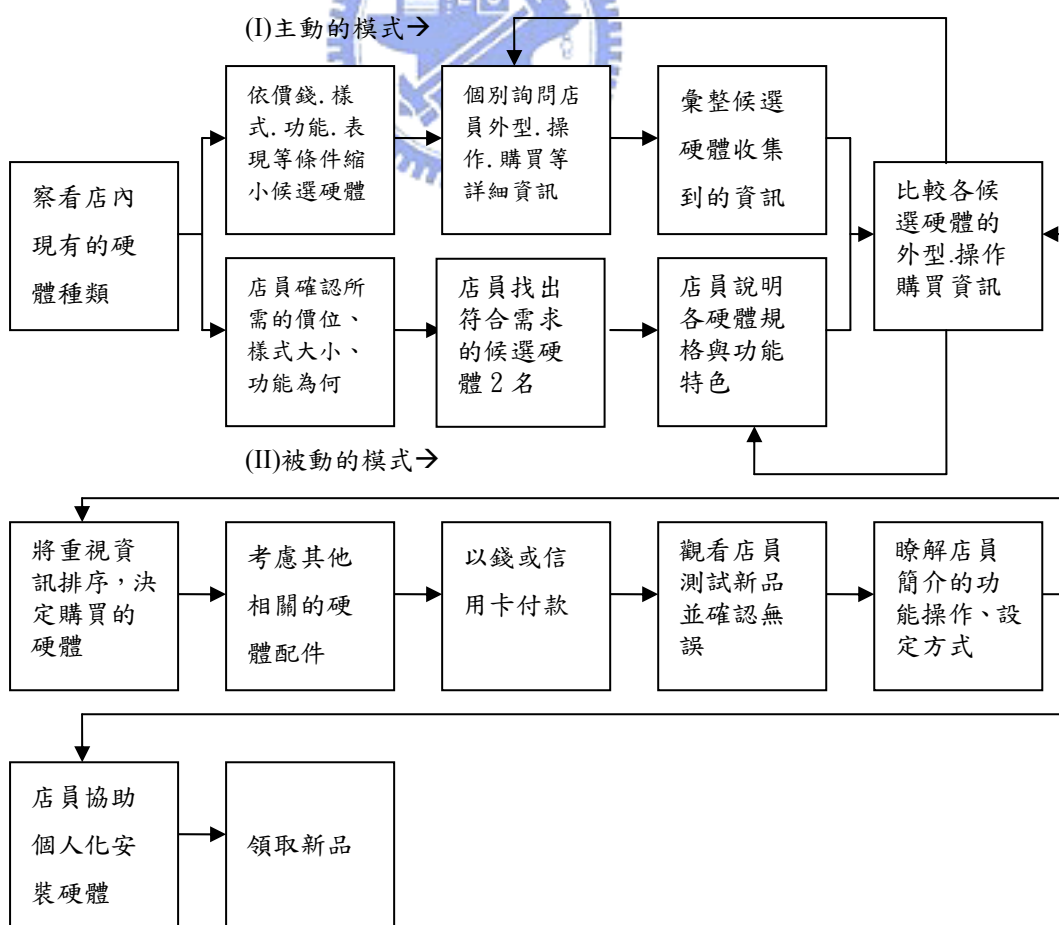 (I)主動的模式→
察看店內
現有的硬
體種類
依價錢.樣
式.功能.表
現等條件縮
小候選硬體
個別詢問店
員外型.操
作.購買等
詳細資訊
彙整候選
硬體收集
到的資訊
店員確認所
需的價位、
樣式大小、
功能為何
店員找出
符合需求
的候選硬
體2名
店員說明
各硬體規
格與功能
特色
比較各候
選硬體的
外型.操作
購買資訊
(II)被動的模式→
將重視資
訊排序，決
定購買的
硬體
考慮其他
相關的硬
體配件
以錢或信
用卡付款
觀看店員
測試新品
並確認無
誤
瞭解店員
簡介的功
能操作、設
定方式
店員協助
個人化安
裝硬體
領取新品